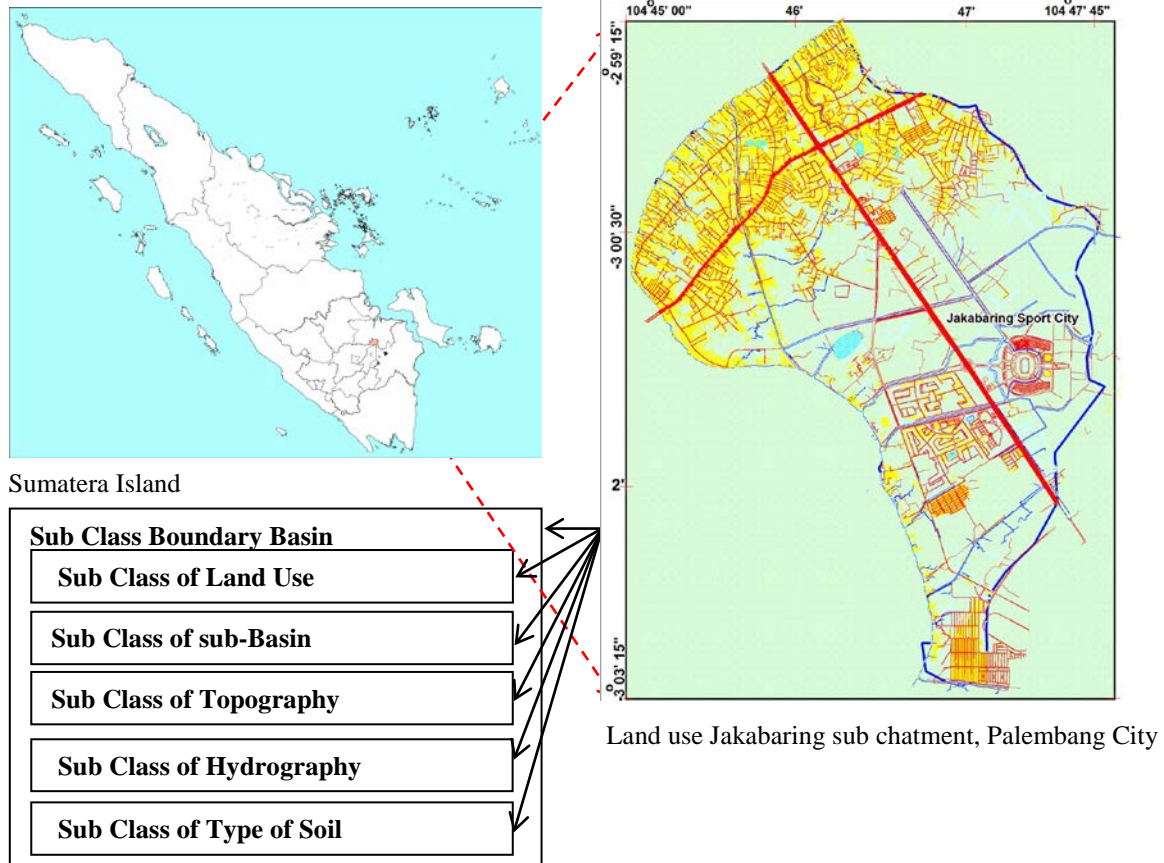 104 45' 00" 46' 47' 104 47' 45"
-2 59' 15"
-3 00' 30"
2'
-3 03' 15"
Jakabaring Sport City
Sumatera Island
Sub Class Boundary Basin
Sub Class of Land Use
Sub Class of sub-Basin
Sub Class of Topography
Sub Class of Hydrography
Sub Class of Type of Soil
Land use Jakabaring sub chatment, Palembang City